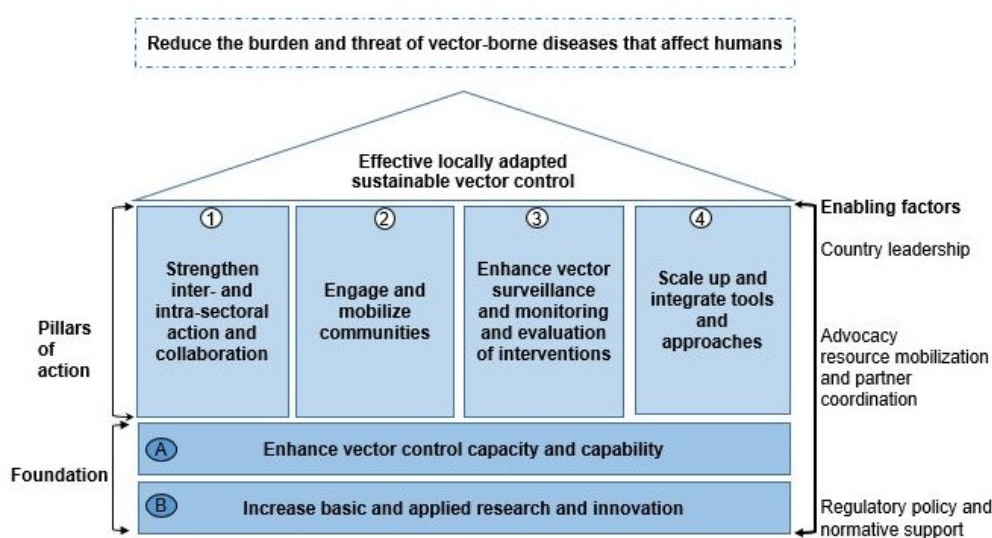 Reduce the burden and threat of vector-borne diseases that affect humans
Effective locally adapted
sustainable vector control
Pillars
of
action
1
Strengthen
inter- and
intra-sectoral
action and
collaboration
2
Engage and
mobilize
communities
3
Enhance vector
surveillance
and monitoring
and evaluation
of interventions
4
Scale up and
integrate tools
and
approaches
Enabling factors
Country leadership
Advocacy
resource mobilization
and partner
coordination
Regulatory policy and
normative support
Foundation
A
Enhance vector control capacity and capability
B
Increase basic and applied research and innovation